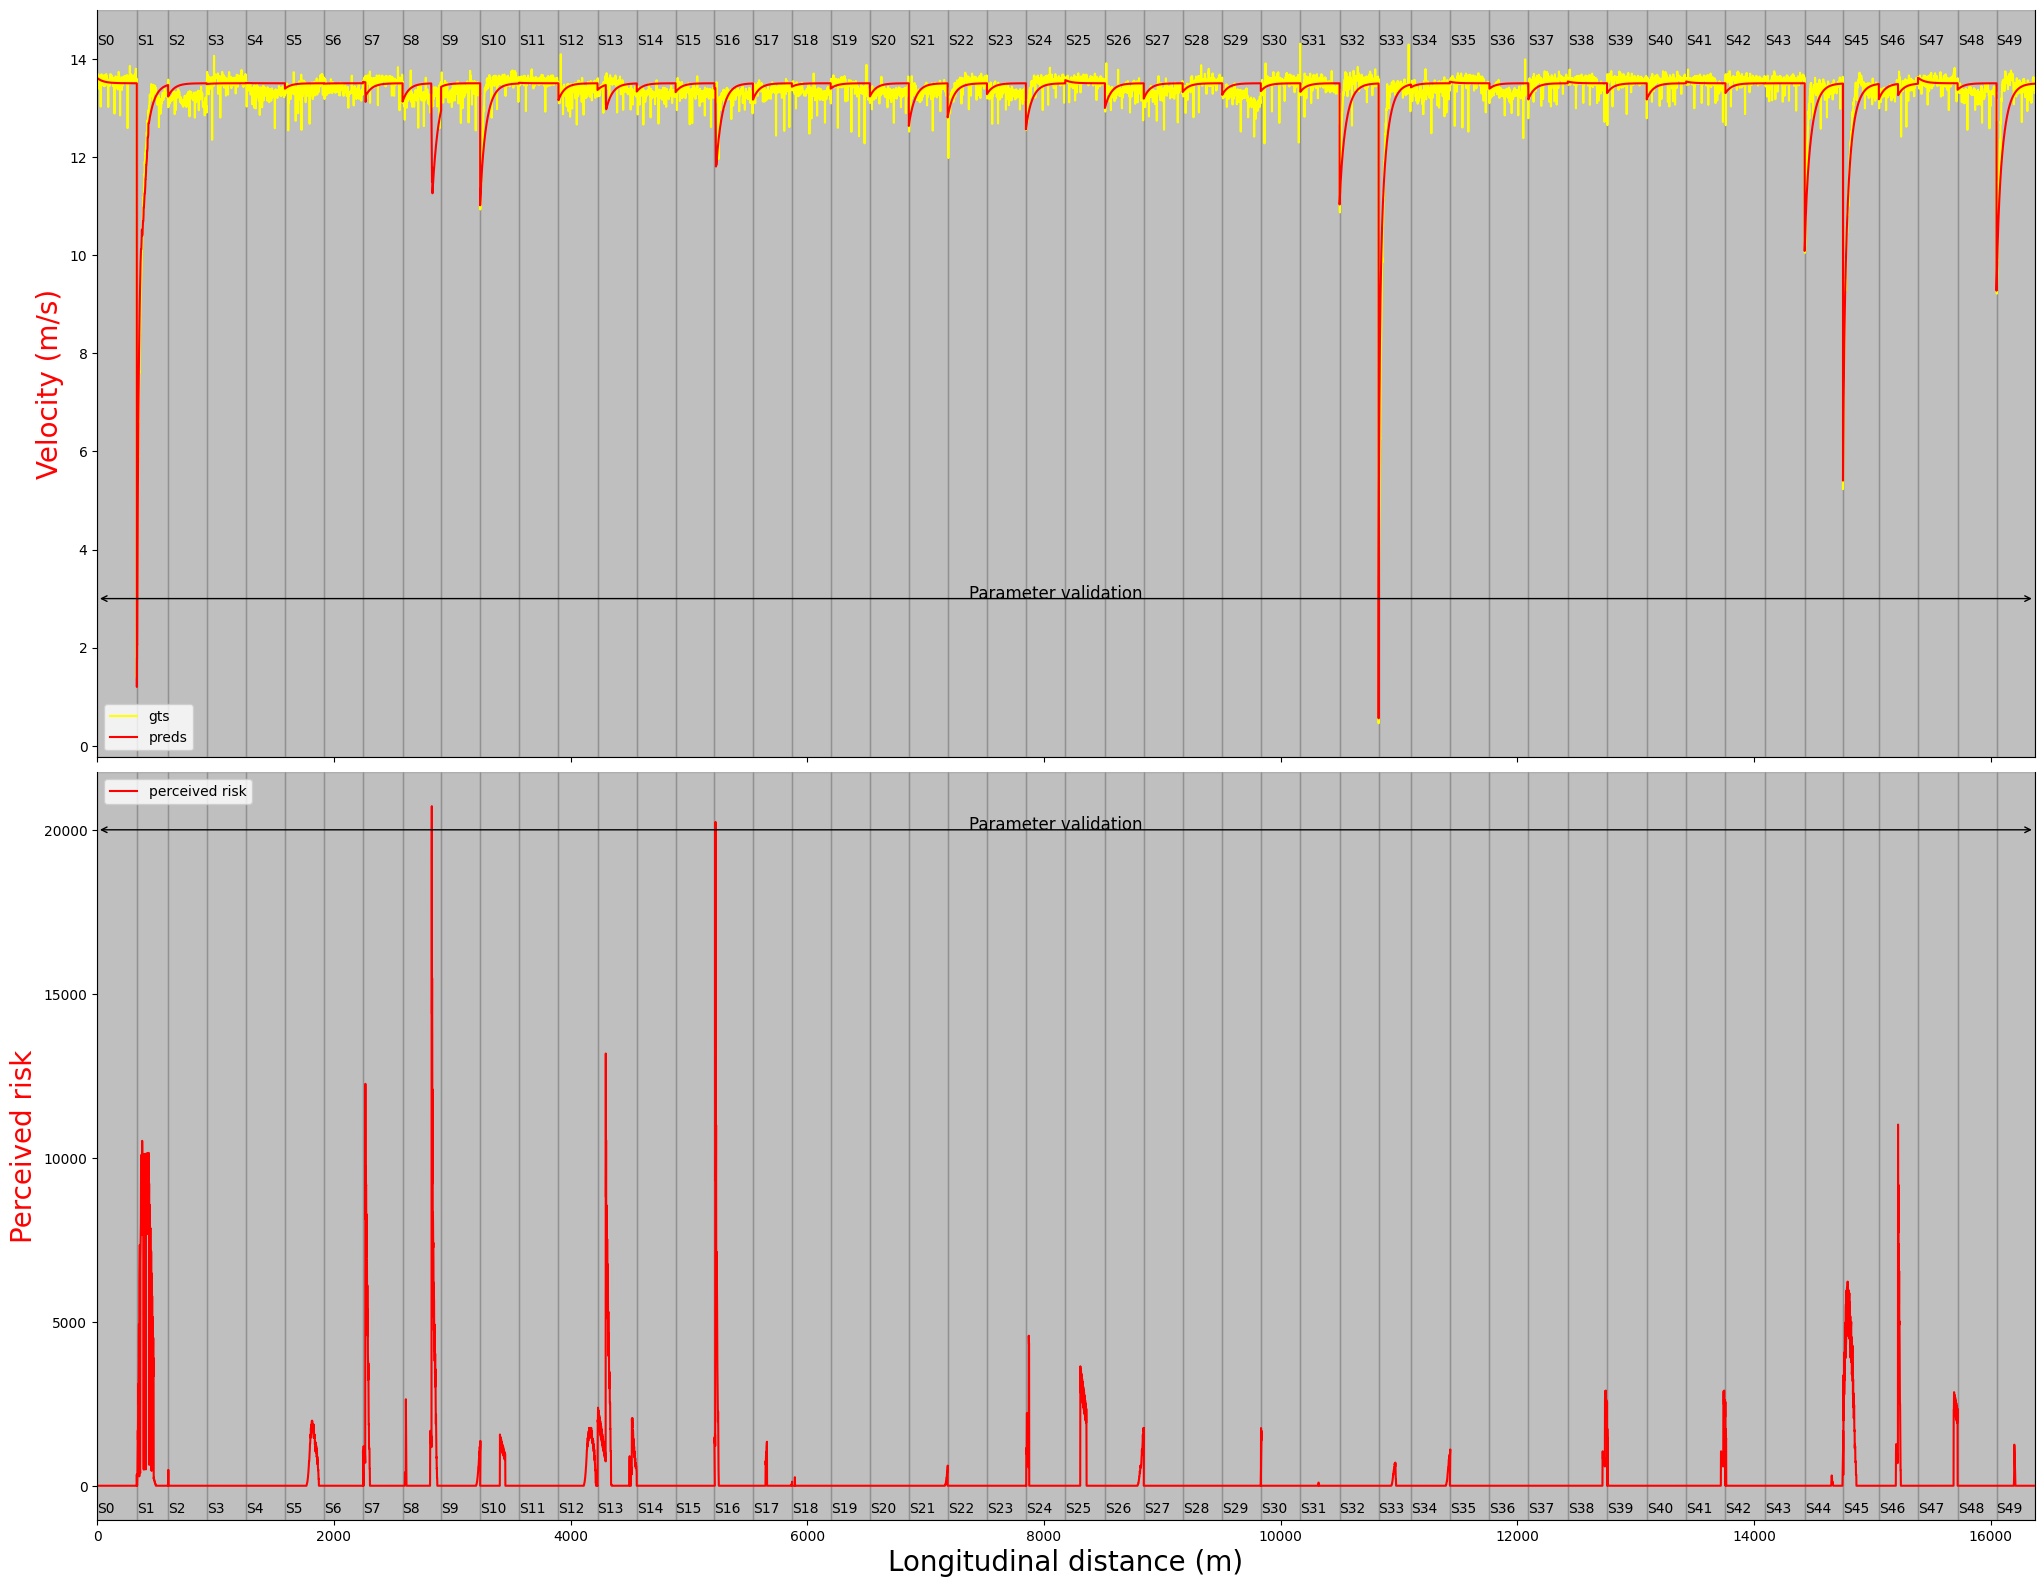 S0 S1 S2 S3 S4 S5 S6 S7 S8 S9 S10 S11 S12 S13 S14 S15 S16 S17 S18 S19 S20 S21 S22 S23 S24 S25 S26 S27 S28 S29 S30 S31 S32 S33 S34 S35 S36 S37 S38 S39 S40 S41 S42 S43 S44 S45 S46 S47 S48 S49
14
12
10
8
6
4
2
0
Velocity (m/s)
Parameter validation
gts
preds
perceived risk
Parameter validation
20000
15000
10000
5000
0
Perceived risk
S0 S1 S2 S3 S4 S5 S6 S7 S8 S9 S10 S11 S12 S13 S14 S15 S16 S17 S18 S19 S20 S21 S22 S23 S24 S25 S26 S27 S28 S29 S30 S31 S32 S33 S34 S35 S36 S37 S38 S39 S40 S41 S42 S43 S44 S45 S46 S47 S48 S49
0 2000 4000 6000 8000 10000 12000 14000 16000
Longitudinal distance (m)